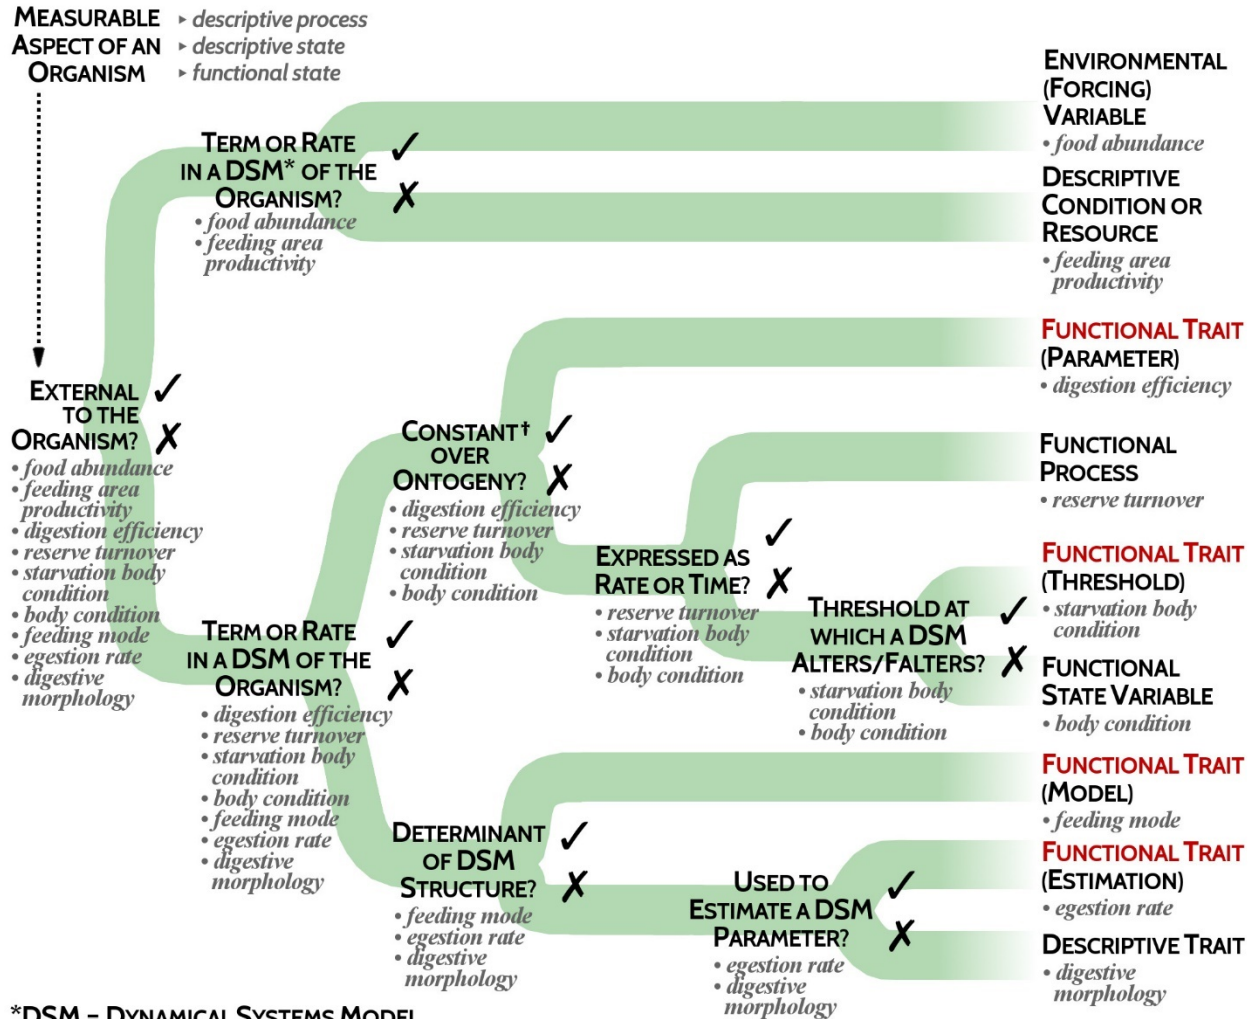 MEASURABLE
ASPECT OF AN
ORGANISM
▸ descriptive process
▸ descriptive state
▸ functional state
EXTERNAL
TO THE
ORGANISM?
✓
✗
• food abundance
• feeding area
productivity
• digestion efficiency
• reserve turnover
• starvation body
condition
• body condition
• feeding mode
• egestion rate
• digestive
morphology
TERM OR RATE
IN A DSM* OF THE
ORGANISM?
✓
✗
• food abundance
• feeding area
productivity
ENVIRONMENTAL
(FORCING)
VARIABLE
• food abundance
DESCRIPTIVE
CONDITION OR
RESOURCE
• feeding area
productivity
TERM OR RATE
IN A DSM OF THE
ORGANISM?
✓
✗
• digestion efficiency
• reserve turnover
• starvation body
condition
• body condition
• feeding mode
• egestion rate
• digestive
morphology
CONSTANT† OVER
ONTOGENY?
✓
✗
• digestion efficiency
• reserve turnover
• starvation body
condition
• body condition
FUNCTIONAL TRAIT
(PARAMETER)
• digestion efficiency
EXPRESSED AS
RATE OR TIME?
✓
✗
• reserve turnover
• starvation body
condition
• body condition
FUNCTIONAL
PROCESS
• reserve turnover
THRESHOLD AT
WHICH A DSM
ALTERS/FALTERS?
✓
✗
• starvation body
condition
• body condition
FUNCTIONAL TRAIT
(THRESHOLD)
• starvation body
condition
FUNCTIONAL
STATE VARIABLE
• body condition
DETERMINANT
OF DSM
STRUCTURE?
✓
✗
• feeding mode
• egestion rate
• digestive
morphology
FUNCTIONAL TRAIT
(MODEL)
• feeding mode
USED TO
ESTIMATE A DSM
PARAMETER?
✓
✗
• egestion rate
• digestive
morphology
FUNCTIONAL TRAIT
(ESTIMATION)
• egestion rate
DESCRIPTIVE TRAIT
• digestive
morphology
*DSM – DYNAMICAL SYSTEMS MODEL